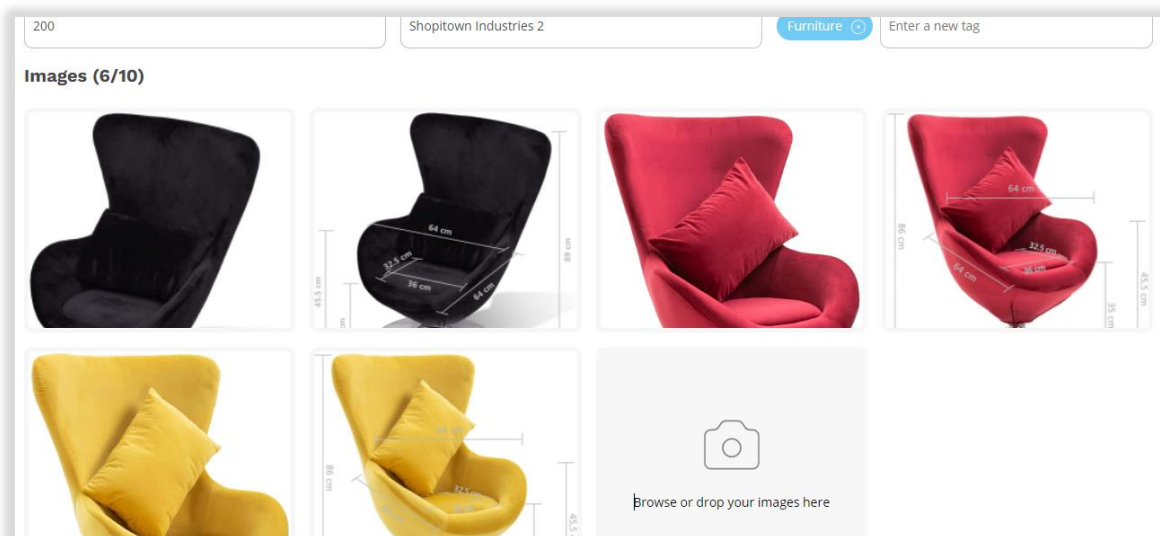 200
Shopitown Industries 2
Furniture
Enter a new tag
Images (6/10)
64 cm
32.5 cm
36 cm
64 cm
45.5 cm
cm
89 cm
64 cm
32.5 cm
36 cm
64 cm
86 cm
45,5 cm
35 cm
86 cm
32.5 cm
45,5
Browse or drop your images here